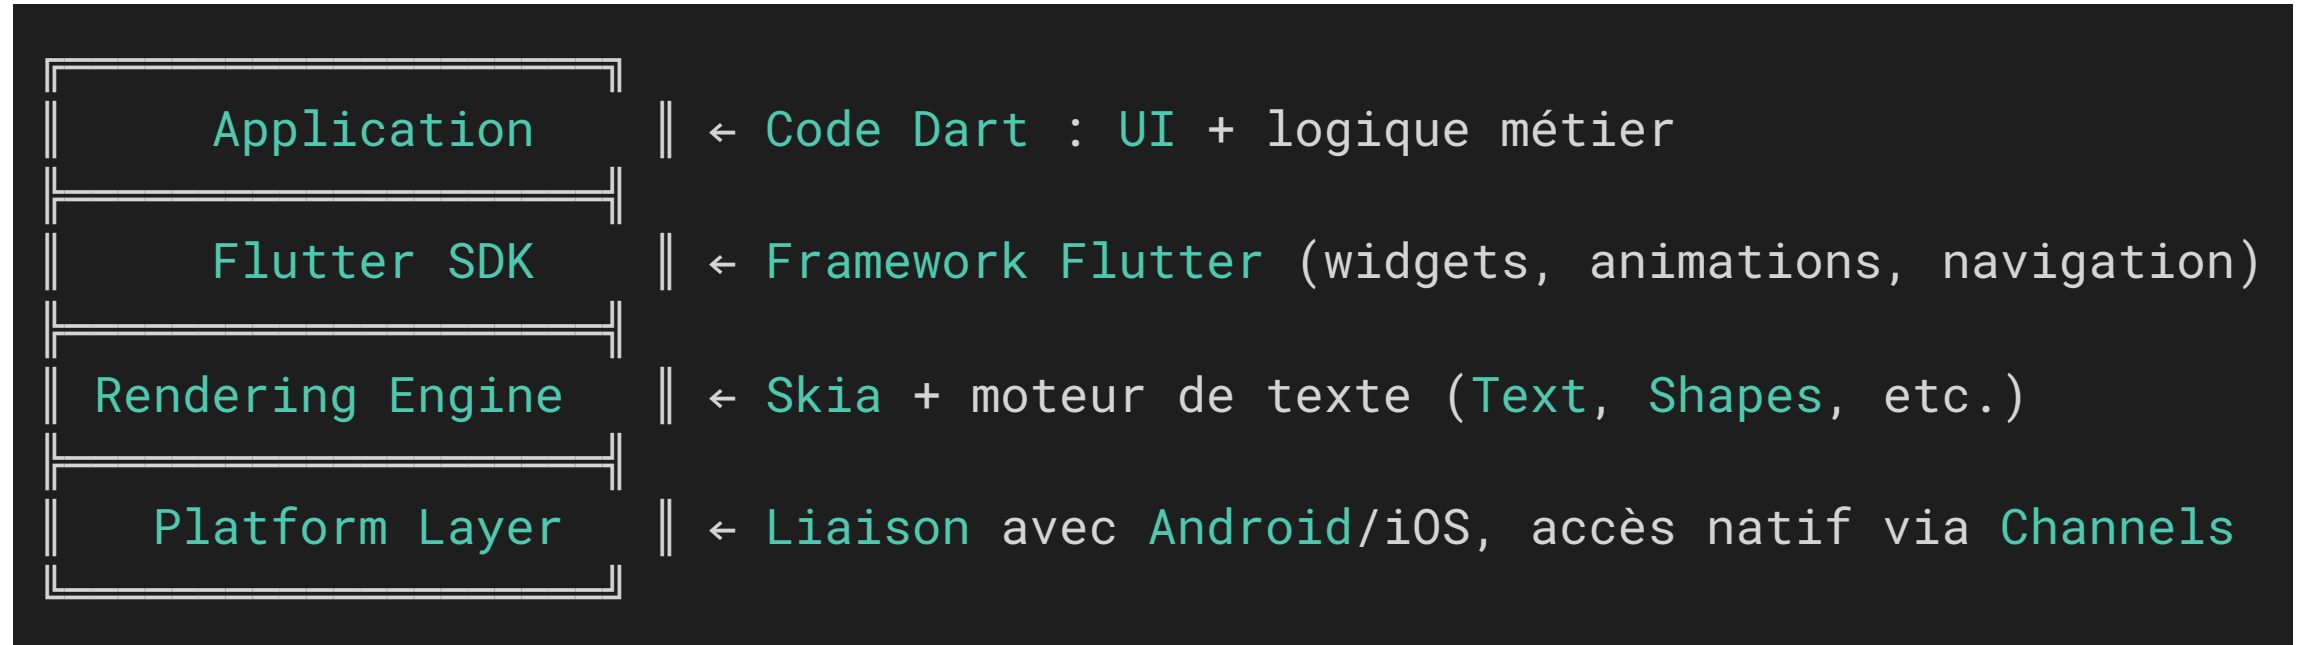 Application ← Code Dart : UI + logique métier
Flutter SDK ← Framework Flutter (widgets, animations, navigation)
Rendering Engine ← Skia + moteur de texte (Text, Shapes, etc.)
Platform Layer ← Liaison avec Android/iOS, accès natif via Channels